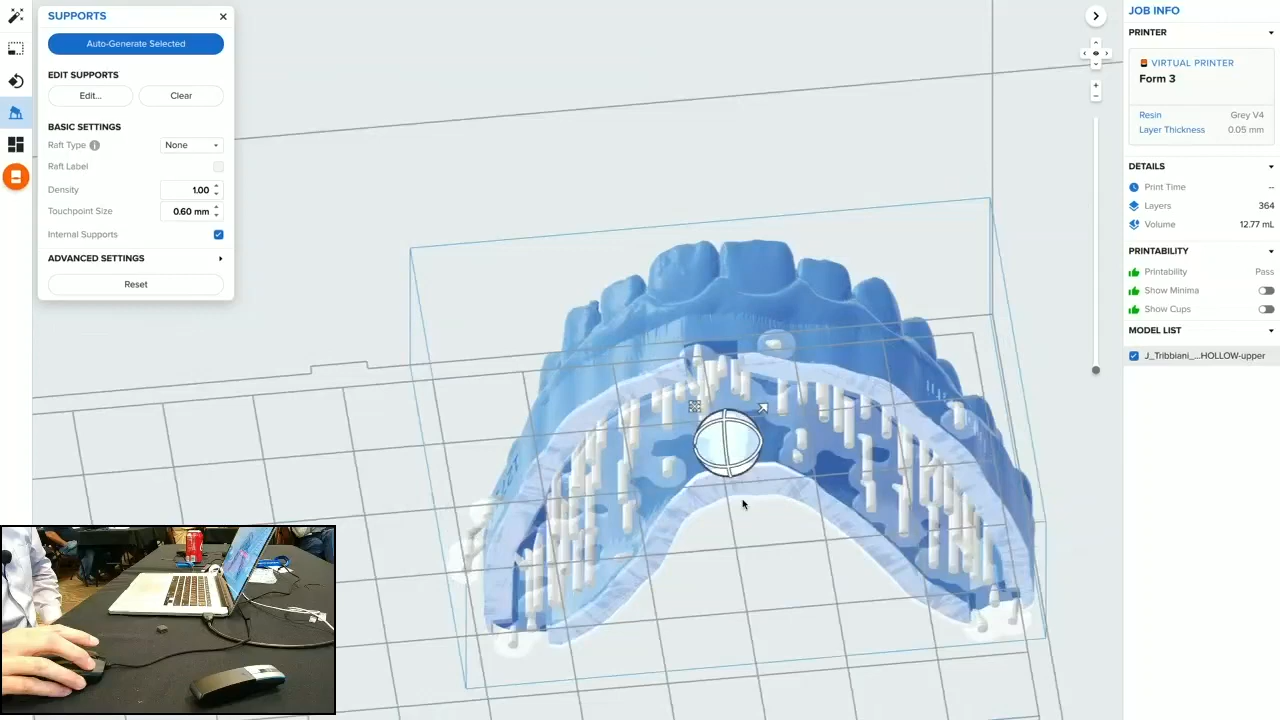 SUPPORTS
Auto-Generate Selected
EDIT SUPPORTS
Edit...
Clear
BASIC SETTINGS
Raft Type
None
Raft Label
Density
1.00
Touchpoint Size
0.60 mm
Internal Supports
ADVANCED SETTINGS
Reset
JOB INFO
PRINTER
VIRTUAL PRINTER
Form 3
Resin
Grey V4
Layer Thickness
0.05 mm
DETAILS
Print Time
--
Layers
364
Volume
12.77 mL
PRINTABILITY
Printability
Pass
Show Minima
Show Cups
MODEL LIST
J_Tribbiani_...HOLLOW-upper